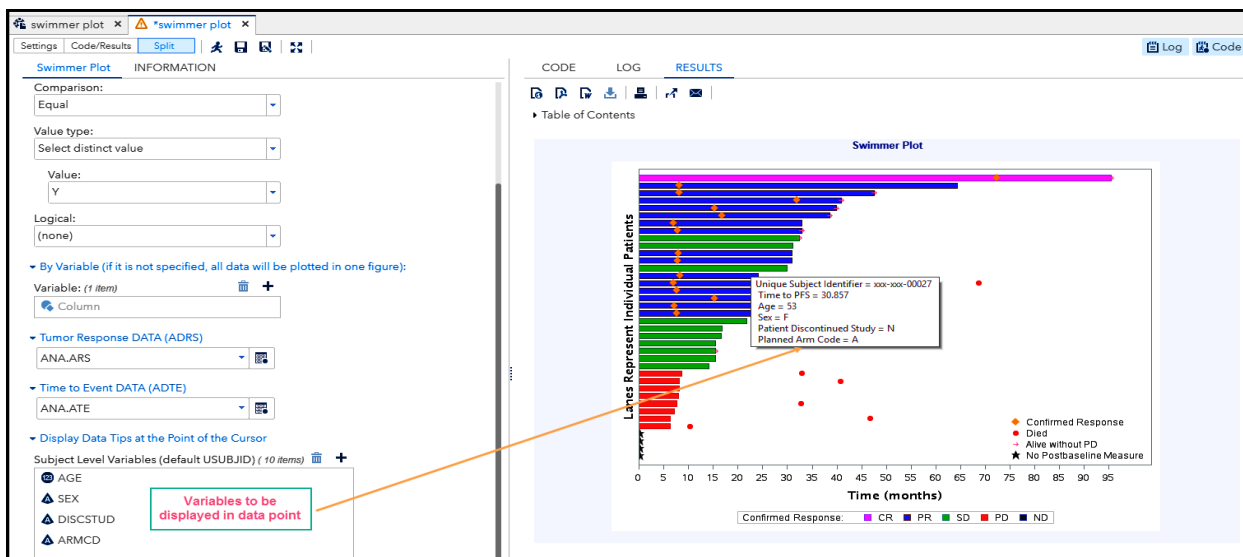 swimmer plot ×
*swimmer plot ×
Settings Code/Results Split
Log Code
Swimmer Plot INFORMATION
Comparison:
Equal
Value type:
Select distinct value
Value:
Y
Logical:
(none)
By Variable (if it is not specified, all data will be plotted in one figure):
Variable: (1 item)
Column
Tumor Response DATA (ADRS)
ANA.ARS
Time to Event DATA (ADTE)
ANA.ATE
Display Data Tips at the Point of the Cursor
Subject Level Variables (default USUBJID) ( 10 items)
123 AGE
A SEX
A DISCSTUD
A ARMCD
Variables to be
displayed in data point
CODE LOG RESULTS
Table of Contents
Swimmer Plot
Lanes Represent Individual Patients
Unique Subject Identifier = xxx-xxx-00027
Time to PFS = 30.857
Age = 53
Sex = F
Patient Discontinued Study = N
Planned Arm Code = A
Confirmed Response
Died
Alive without PD
No Postbaseline Measure
0 5 10 15 20 25 30 35 40 45 50 55 60 65 70 75 80 85 90 95
Time (months)
Confirmed Response: CR PR SD PD ND